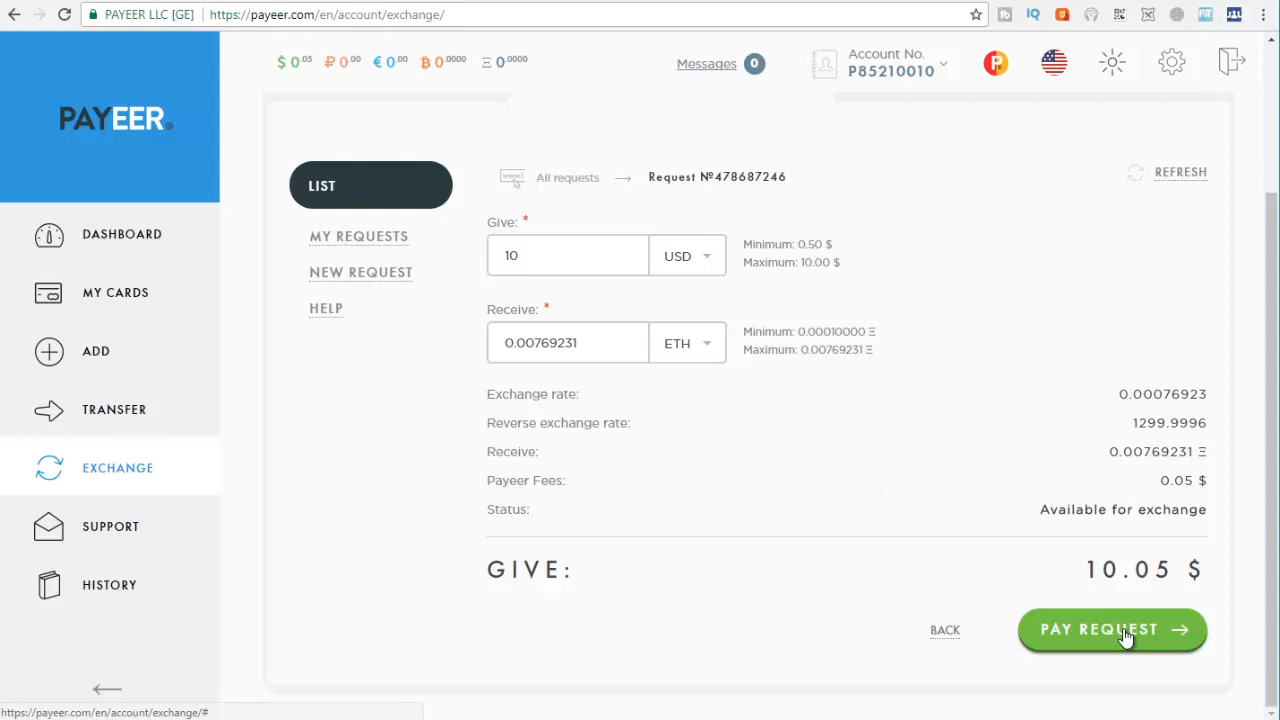 PAYEER LLC [GE] https://payeer.com/en/account/exchange/
IQ
$ 0.05 ₽ 0.00 € 0.00 ₿ 0.0000 Ξ 0.0000
Messages 0
Account No.
P85210010
PAYEER
DASHBOARD
MY CARDS
ADD
TRANSFER
EXCHANGE
SUPPORT
HISTORY
LIST
MY REQUESTS
NEW REQUEST
HELP
All requests → Request №478687246
REFRESH
Give: *
10 USD
Minimum: 0.50 $
Maximum: 10.00 $
Receive: *
0.00769231 ETH
Minimum: 0.00010000 Ξ
Maximum: 0.00769231 Ξ
Exchange rate: 0.00076923
Reverse exchange rate: 1299.9996
Receive: 0.00769231 Ξ
Payeer Fees: 0.05 $
Status: Available for exchange
GIVE: 10.05 $
BACK
PAY REQUEST →
https://payeer.com/en/account/exchange/#